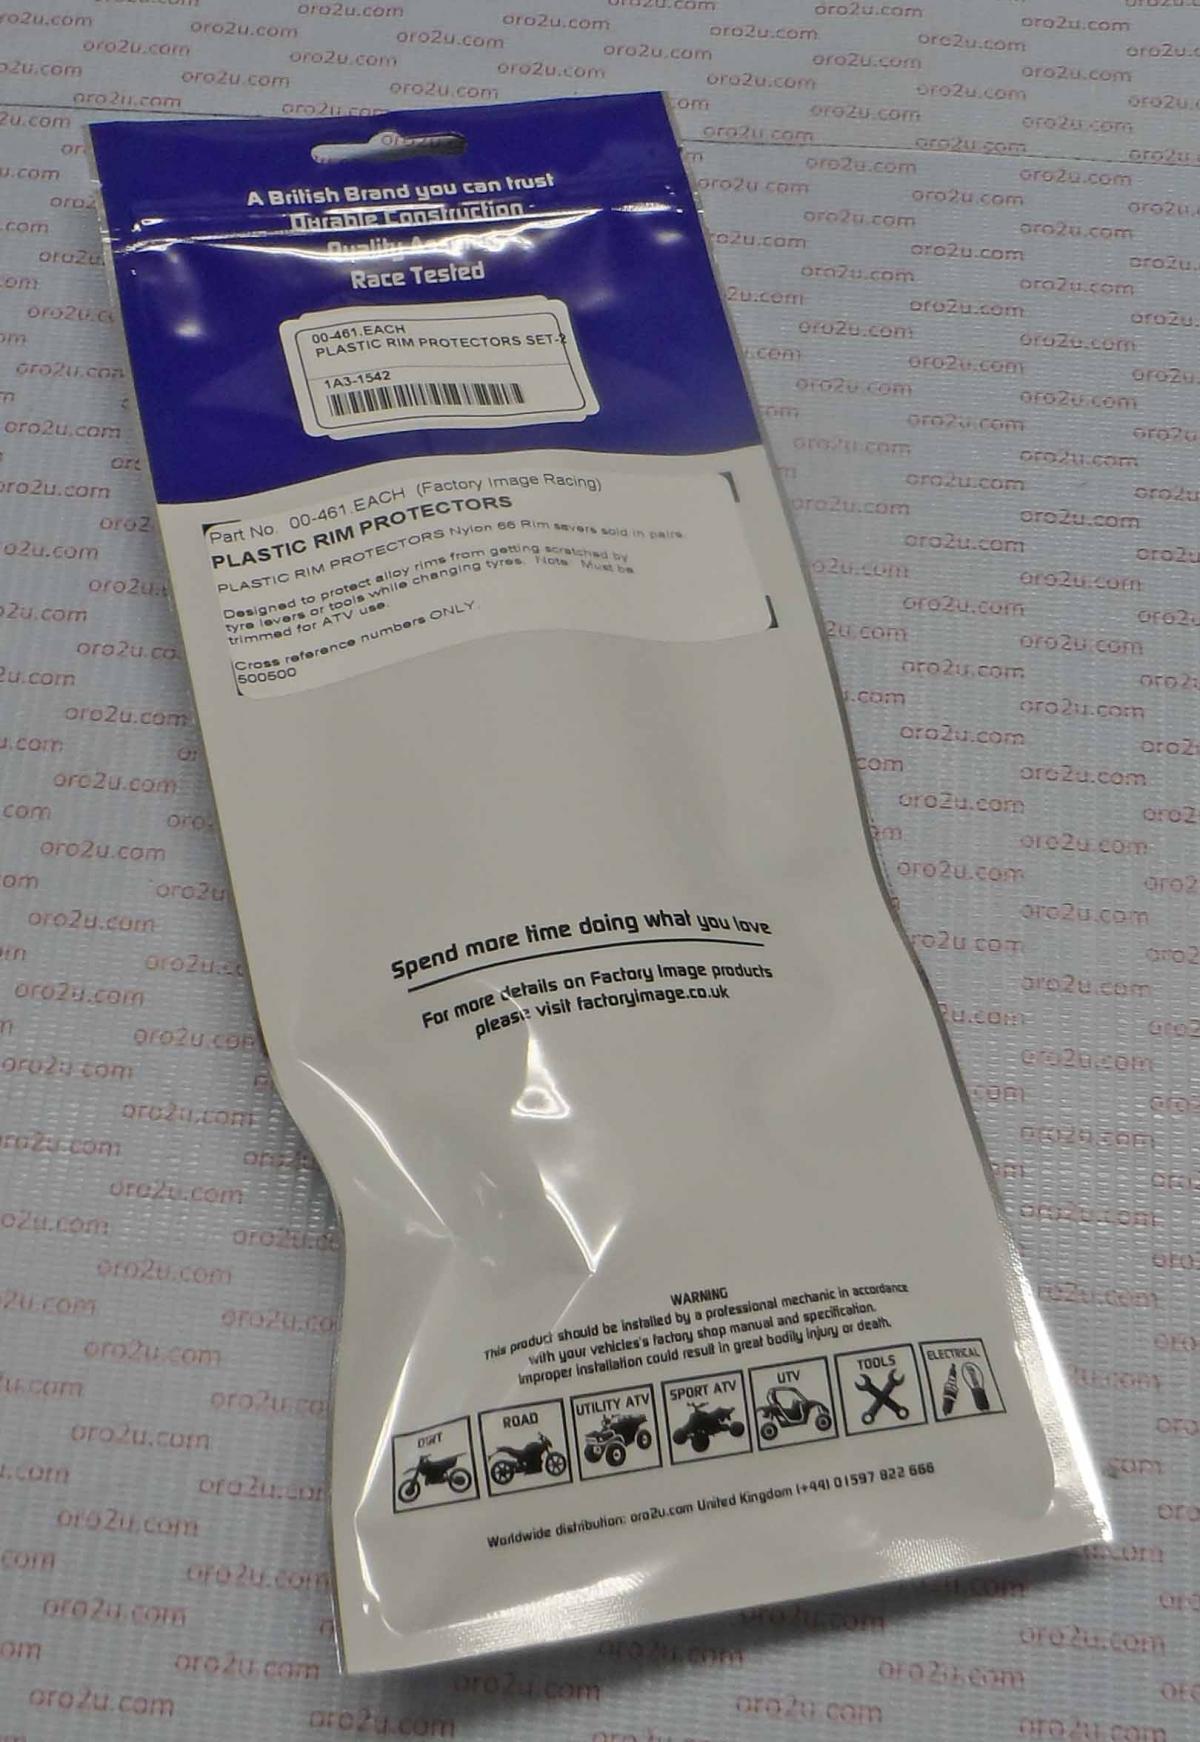 A British Brand you can trust
Durable Construction
Quality
Race Tested
00-461.EACH
PLASTIC RIM PROTECTORS SET-2
1A3-1542
Part No. 00-461.EACH (Factory Image Racing)
PLASTIC RIM PROTECTORS
PLASTIC RIM PROTECTORS Nylon 66 Rim savers sold in pairs.
Designed to protect alloy rims from getting scratched by
tyre levers or tools while changing tyres. Note: Must be
trimmed for ATV use.
Cross reference numbers ONLY.
500500
Spend more time doing what you love
For more details on Factory Image products
please visit factoryimage.co.uk
WARNING
This product should be installed by a professional mechanic in accordance
with your vehicles's factory shop manual and specification.
Improper installation could result in great bodily injury or death.
DIRT
ROAD
UTILITY ATV
SPORT ATV
UTV
TOOLS
ELECTRICAL
Worldwide distribution: oro2u.com United Kingdom (+44) 01597 822 666
oro2u.com